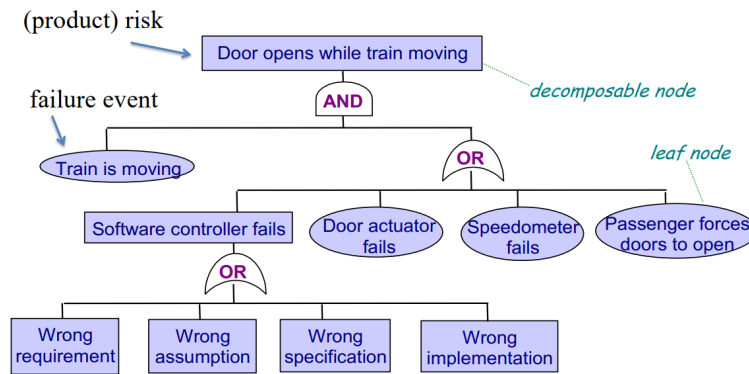 (product) risk
Door opens while train moving
decomposable node
AND
failure event
Train is moving
OR
leaf node
Software controller fails
Door actuator
fails
Speedometer
fails
Passenger forces
doors to open
OR
Wrong
requirement
Wrong
assumption
Wrong
specification
Wrong
implementation